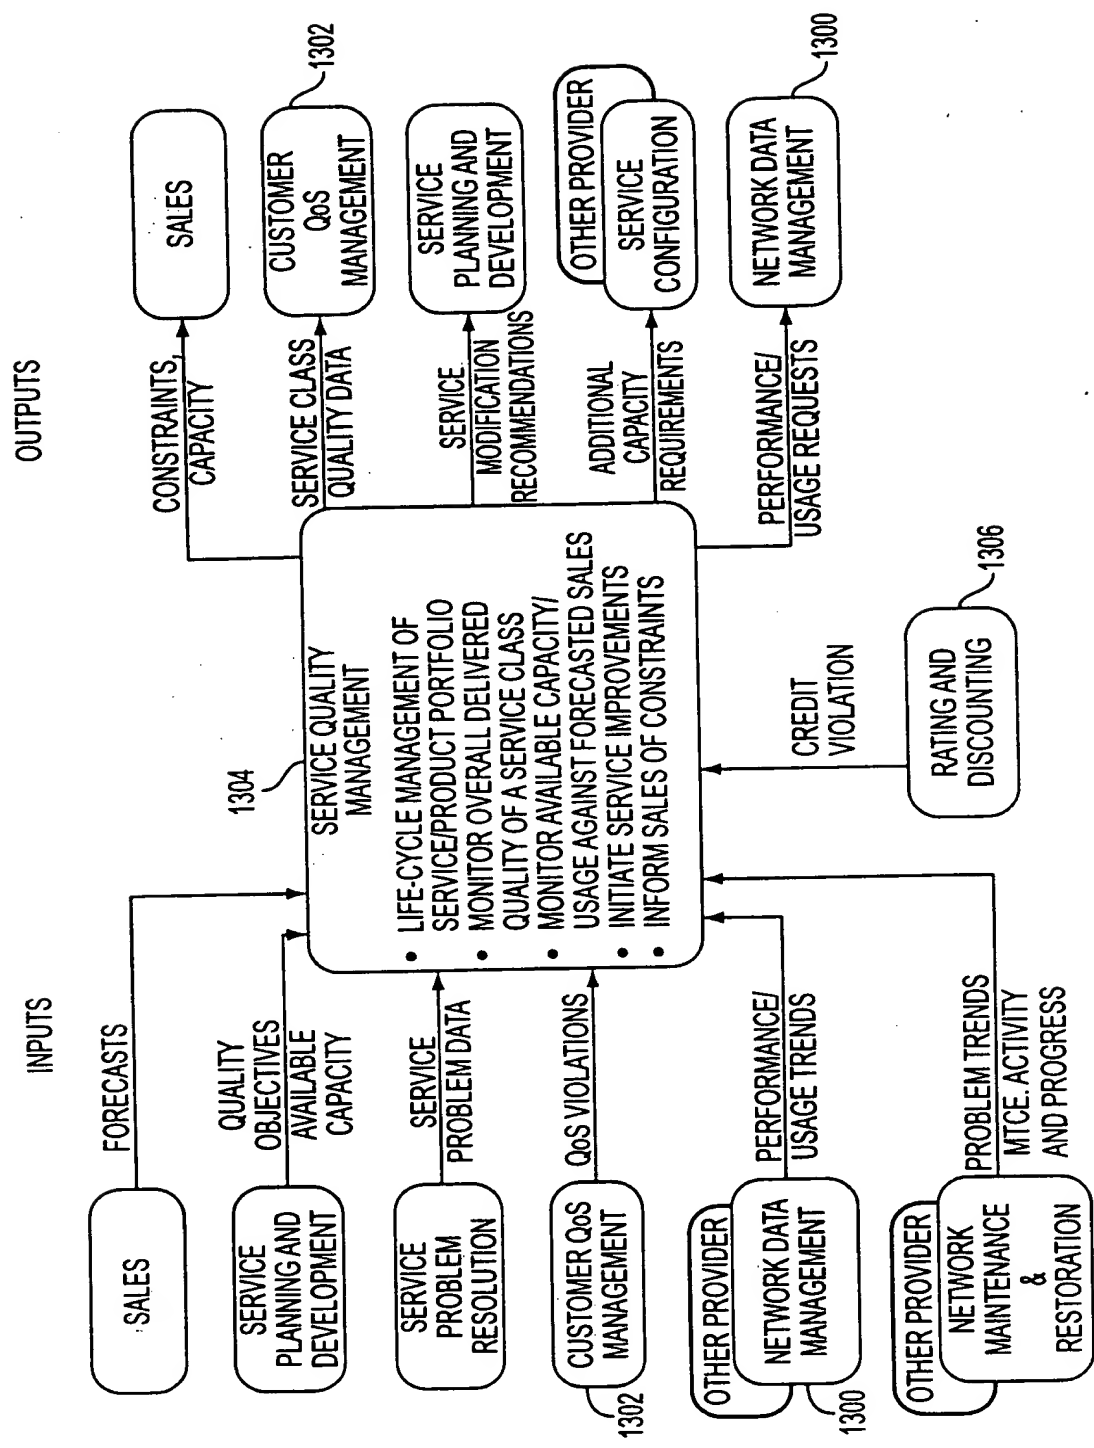 INPUTS
OUTPUTS
SALES
FORECASTS
SERVICE
PLANNING AND
DEVELOPMENT
QUALITY
OBJECTIVES
AVAILABLE
CAPACITY
SERVICE
PROBLEM
RESOLUTION
SERVICE
PROBLEM DATA
CUSTOMER QoS
MANAGEMENT
1302
QoS VIOLATIONS
OTHER PROVIDER
NETWORK DATA
MANAGEMENT
1300
PERFORMANCE/
USAGE TRENDS
OTHER PROVIDER
NETWORK
MAINTENANCE
&
RESTORATION
PROBLEM TRENDS
MTCE. ACTIVITY
AND PROGRESS
1304
SERVICE QUALITY
MANAGEMENT
• LIFE-CYCLE MANAGEMENT OF
SERVICE/PRODUCT PORTFOLIO
• MONITOR OVERALL DELIVERED
QUALITY OF A SERVICE CLASS
• MONITOR AVAILABLE CAPACITY/
USAGE AGAINST FORECASTED SALES
• INITIATE SERVICE IMPROVEMENTS
• INFORM SALES OF CONSTRAINTS
CREDIT
VIOLATION
RATING AND
DISCOUNTING
1306
CONSTRAINTS,
CAPACITY
SALES
SERVICE CLASS
QUALITY DATA
CUSTOMER
QoS
MANAGEMENT
1302
SERVICE
MODIFICATION
RECOMMENDATIONS
SERVICE
PLANNING AND
DEVELOPMENT
ADDITIONAL
CAPACITY
REQUIREMENTS
OTHER PROVIDER
SERVICE
CONFIGURATION
PERFORMANCE/
USAGE REQUESTS
NETWORK DATA
MANAGEMENT
1300